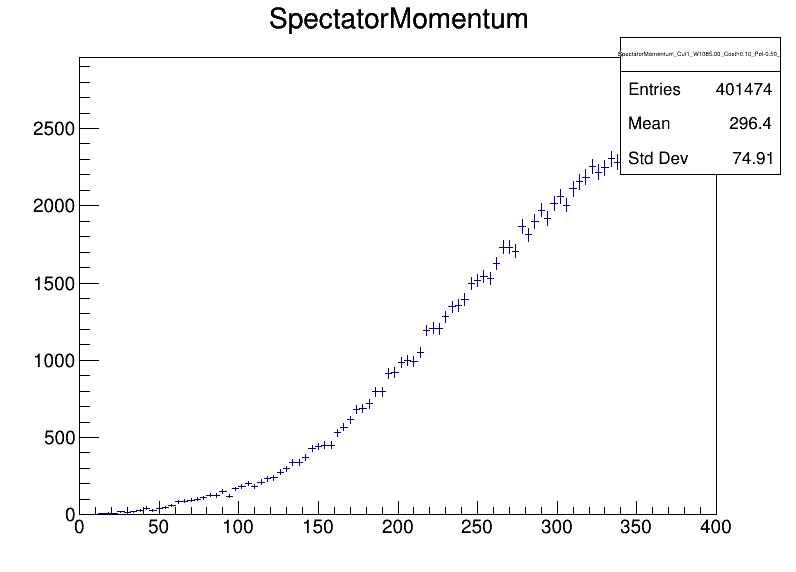 SpectatorMomentum
SpectatorMomentum_Cut1_W1085.00_Costh0.10_Pol-0.50_
Entries 401474
Mean 296.4
Std Dev 74.91
2500
2000
1500
1000
500
0
0 50 100 150 200 250 300 350 400